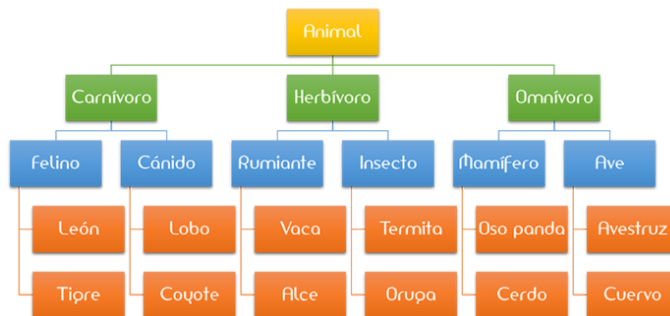 Animal
Carnívoro
Herbívoro
Omnívoro
Felino
Cánido
Rumiante
Insecto
Mamífero
Ave
León
Lobo
Vaca
Termita
Oso panda
Avestruz
Tigre
Coyote
Alce
Oruga
Cerdo
Cuervo